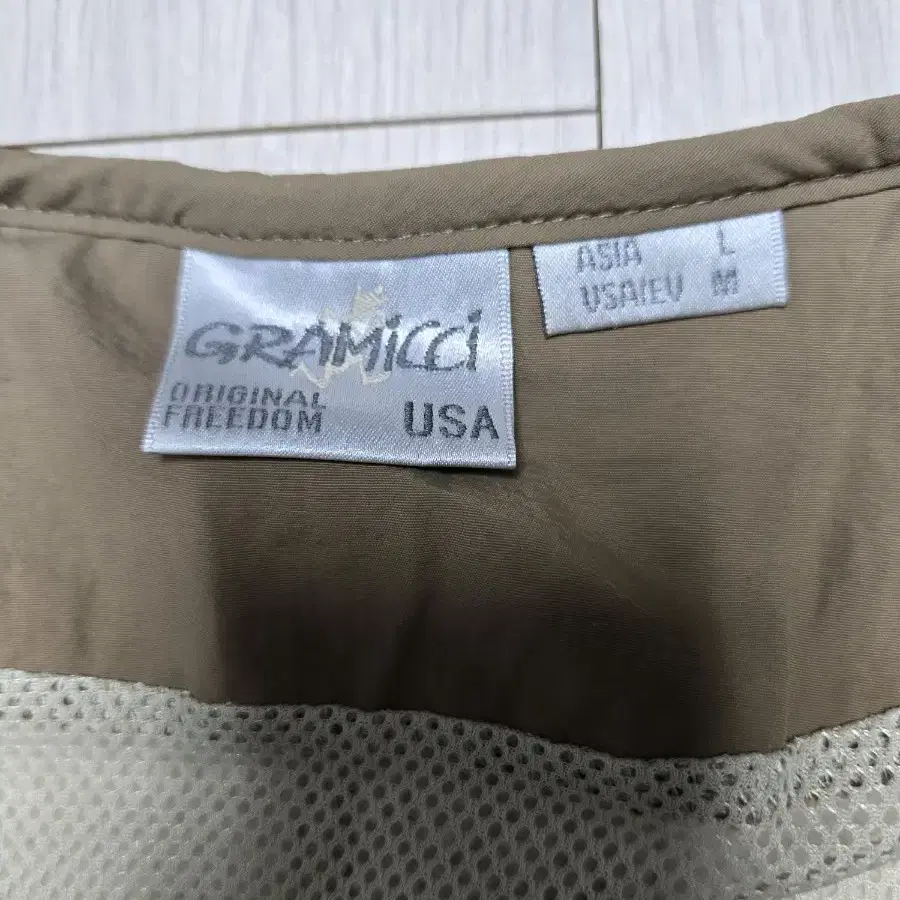 GRAMiCCi
ORIGINAL
FREEDOM
USA
ASIA L
USA/EU M